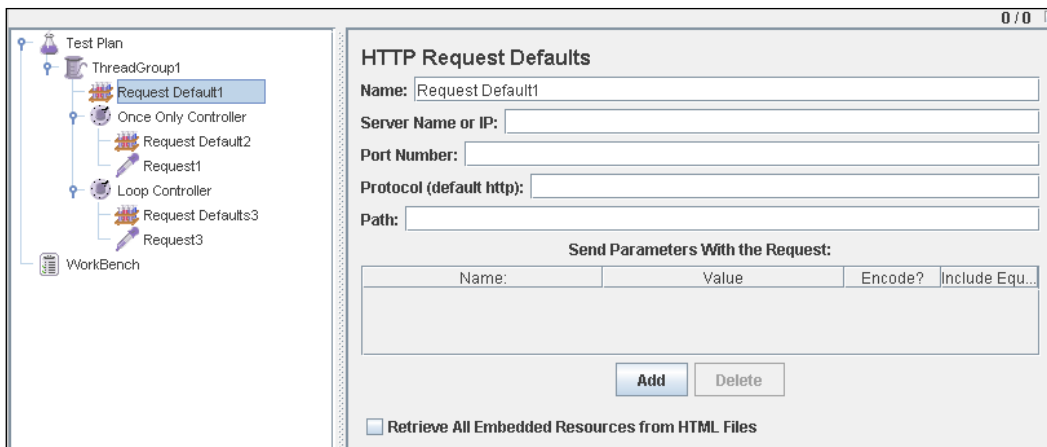 0 / 0
Test Plan
ThreadGroup1
Request Default1
Once Only Controller
Request Default2
Request1
Loop Controller
Request Defaults3
Request3
WorkBench
HTTP Request Defaults
Name: Request Default1
Server Name or IP:
Port Number:
Protocol (default http):
Path:
Send Parameters With the Request:
Name: Value Encode? Include Equ...
Add Delete
Retrieve All Embedded Resources from HTML Files